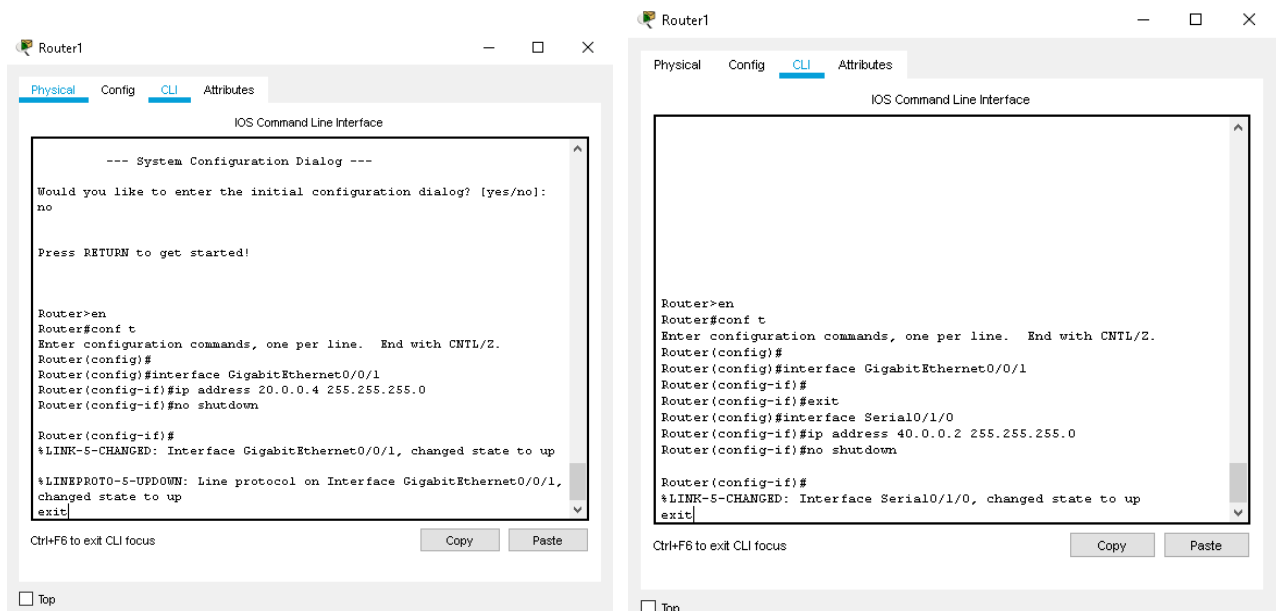 Router1
Physical Config CLI Attributes
IOS Command Line Interface
--- System Configuration Dialog ---
Would you like to enter the initial configuration dialog? [yes/no]:
no
Press RETURN to get started!
Router>en
Router#conf t
Enter configuration commands, one per line. End with CNTL/Z.
Router(config)#
Router(config)#interface GigabitEthernet0/0/1
Router(config-if)#ip address 20.0.0.4 255.255.255.0
Router(config-if)#no shutdown
Router(config-if)#
%LINK-5-CHANGED: Interface GigabitEthernet0/0/1, changed state to up
%LINEPROTO-5-UPDOWN: Line protocol on Interface GigabitEthernet0/0/1,
changed state to up
exit
Ctrl+F6 to exit CLI focus
Copy Paste
Top
Router1
Physical Config CLI Attributes
IOS Command Line Interface
Router>en
Router#conf t
Enter configuration commands, one per line. End with CNTL/Z.
Router(config)#
Router(config)#interface GigabitEthernet0/0/1
Router(config-if)#
Router(config-if)#exit
Router(config)#interface Serial0/1/0
Router(config-if)#ip address 40.0.0.2 255.255.255.0
Router(config-if)#no shutdown
Router(config-if)#
%LINK-5-CHANGED: Interface Serial0/1/0, changed state to up
exit
Ctrl+F6 to exit CLI focus
Copy Paste
Top